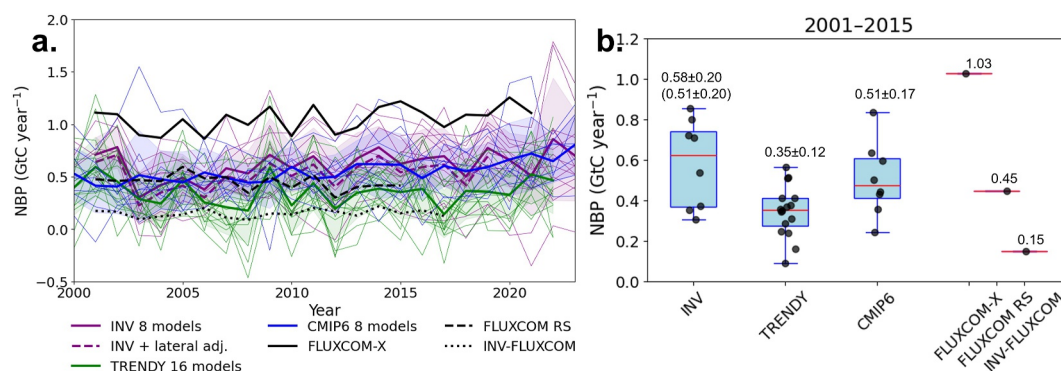 a.
NBP (GtC year⁻¹)
2.0
1.5
1.0
0.5
0.0
−0.5
2000
2005
2010
2015
2020
Year
INV 8 models
INV + lateral adj.
TRENDY 16 models
CMIP6 8 models
FLUXCOM-X
FLUXCOM RS
INV-FLUXCOM
b.
2001–2015
NBP (GtC year⁻¹)
1.2
1.0
0.8
0.6
0.4
0.2
0.0
0.58±0.20
(0.51±0.20)
0.35±0.12
0.51±0.17
1.03
0.45
0.15
INV
TRENDY
CMIP6
FLUXCOM-X
FLUXCOM RS
INV-FLUXCOM